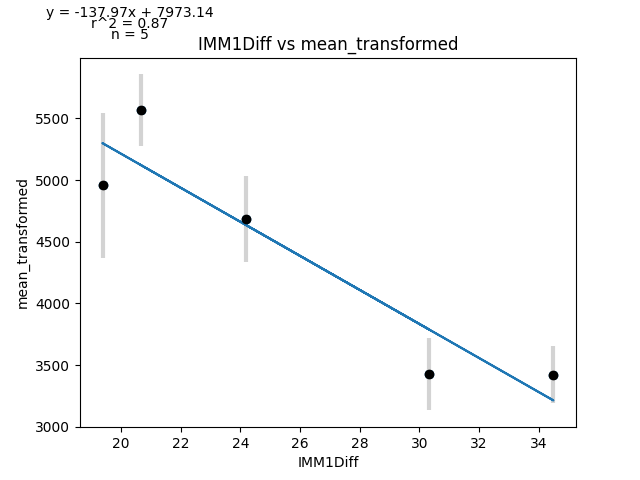 y = -137.97x + 7973.14
r^2 = 0.87
n = 5
IMM1Diff vs mean_transformed
mean_transformed
5500
5000
4500
4000
3500
3000
20
22
24
26
28
30
32
34
IMM1Diff